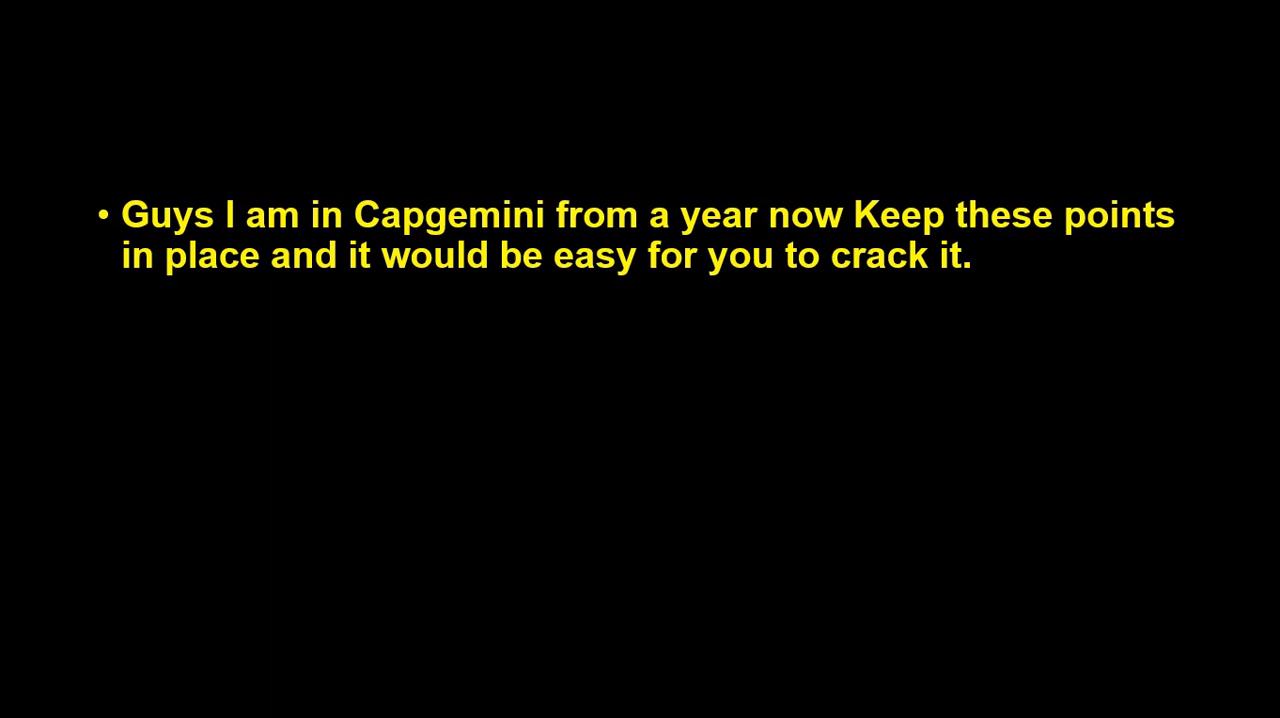 • Guys I am in Capgemini from a year now Keep these points
in place and it would be easy for you to crack it.